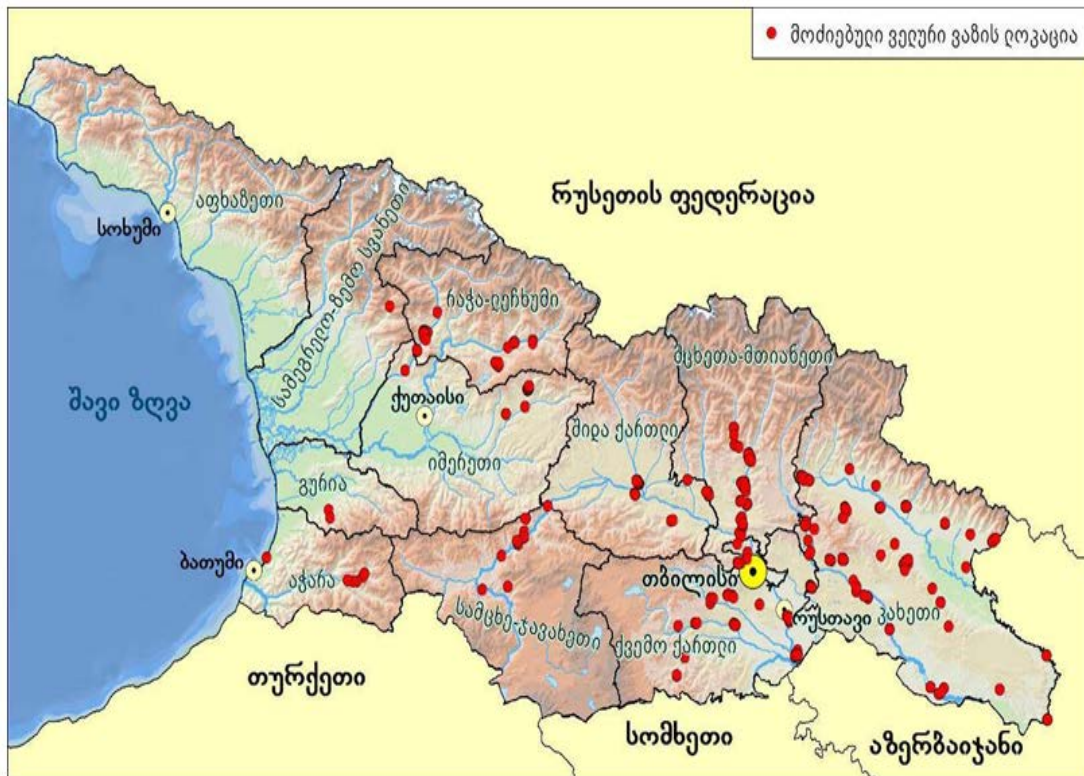 მოძიებული ველური ვაზის ლოკაცია
რუსეთის ფედერაცია
აფხაზეთი
სოხუმი
სამეგრელო-ზემო სვანეთი
რაჭა-ლეჩხუმი
მცხეთა-მთიანეთი
შავი ზღვა
ქუთაისი
შიდა ქართლი
იმერეთი
გურია
ბათუმი
აჭარა
თბილისი
სამცხე-ჯავახეთი
რუსთავი
კახეთი
ქვემო ქართლი
თურქეთი
სომხეთი
აზერბაიჯანი